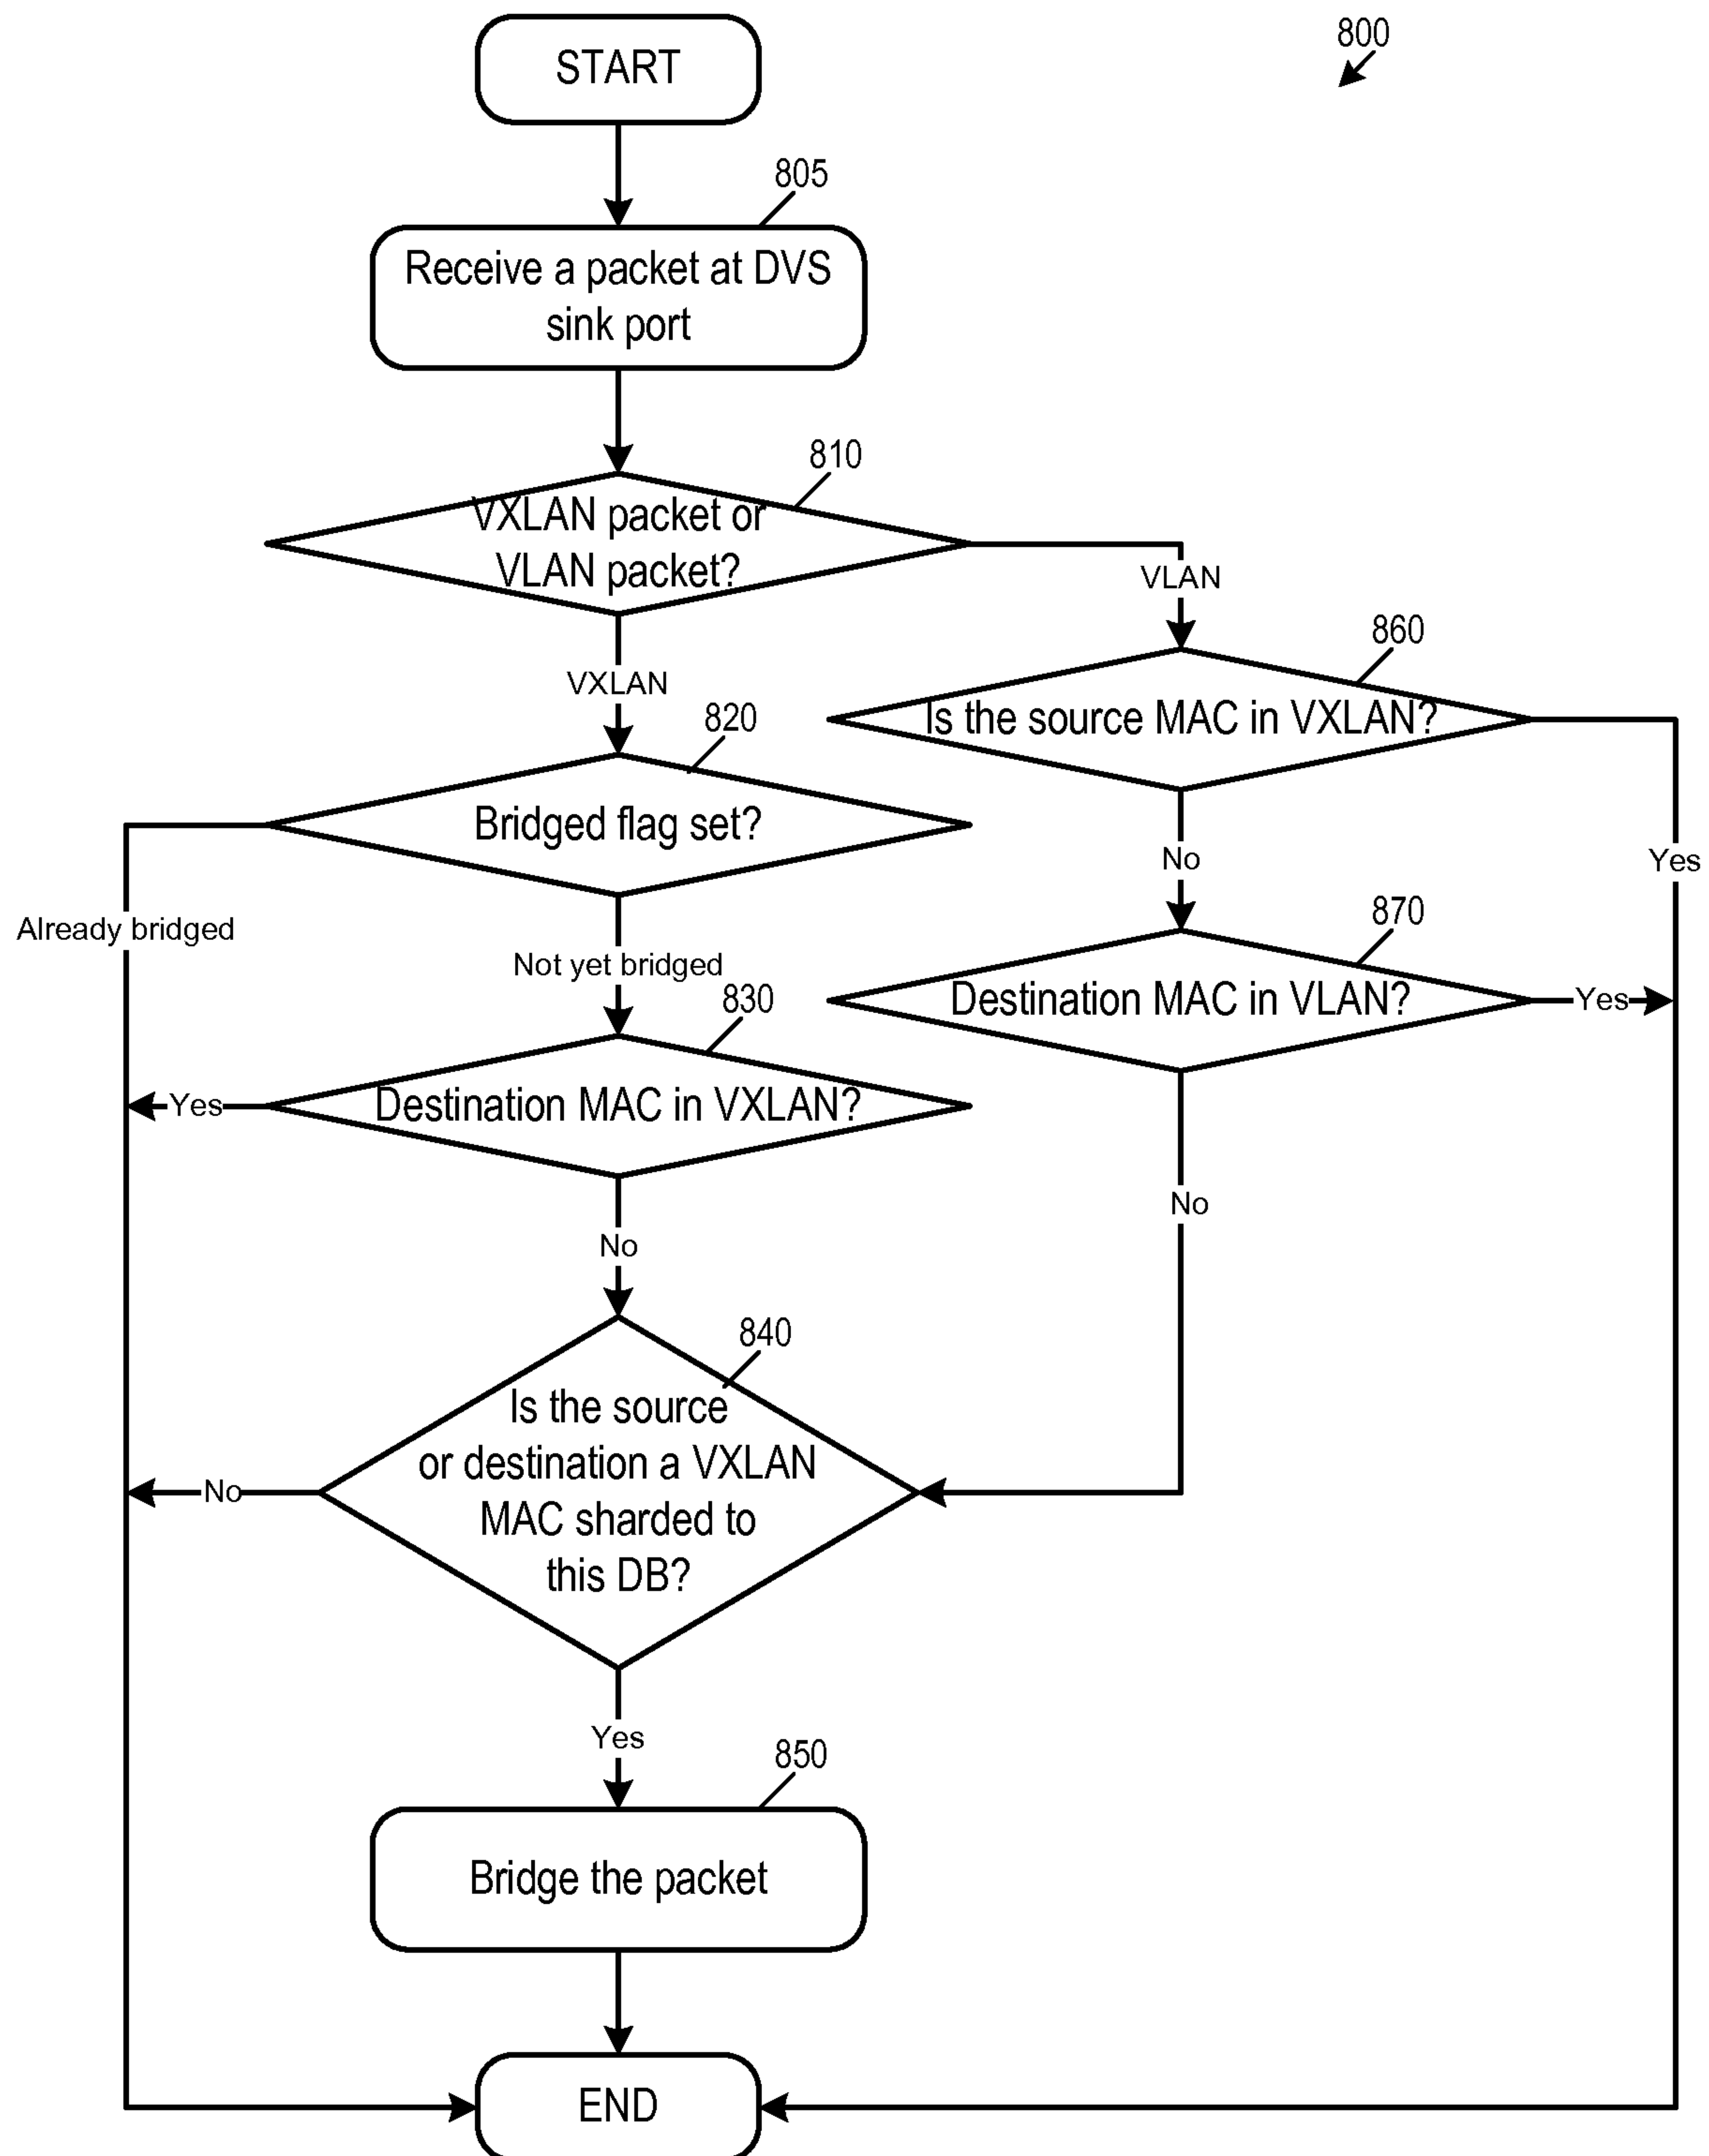 START
800
805
Receive a packet at DVS
sink port
810
VXLAN packet or
VLAN packet?
VLAN
860
VXLAN
820
Is the source MAC in VXLAN?
Bridged flag set?
No
Yes
870
Already bridged
Not yet bridged
830
Destination MAC in VLAN?
Yes
Yes
Destination MAC in VXLAN?
No
No
840
Is the source
or destination a VXLAN
No
MAC sharded to
this DB?
Yes
850
Bridge the packet
END